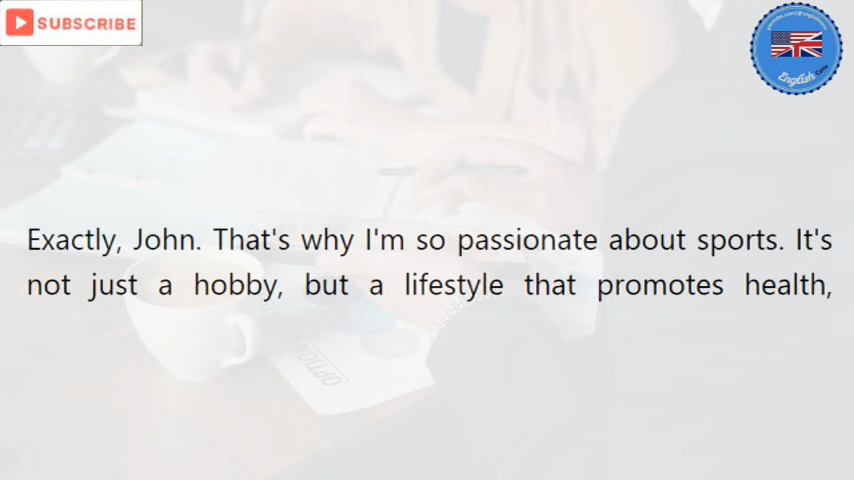 SUBSCRIBE
English
Exactly, John. That's why I'm so passionate about sports. It's
not just a hobby, but a lifestyle that promotes health,
OPTION